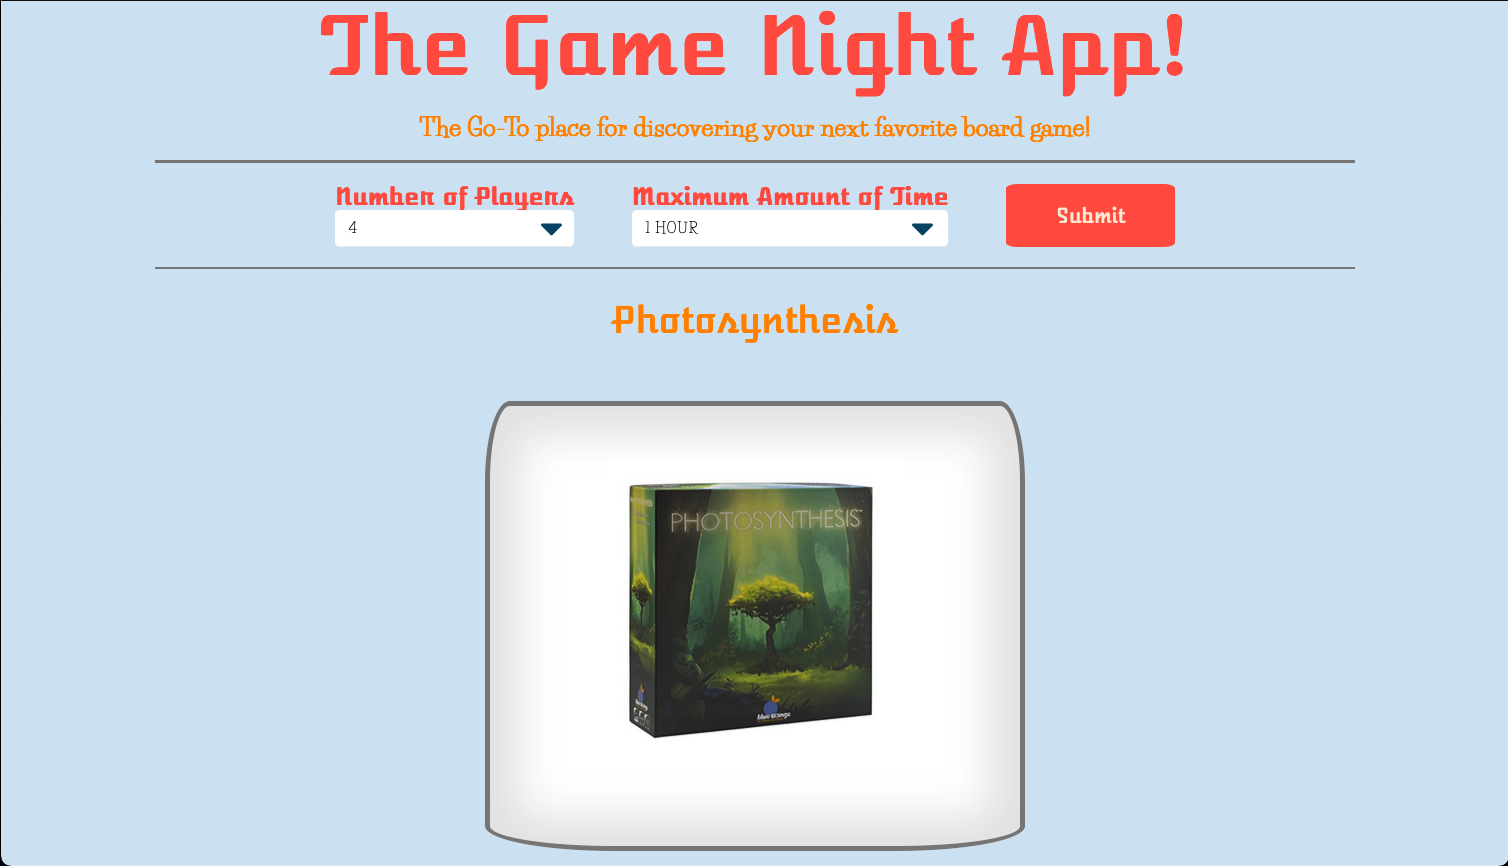 The Game Night App!
The Go-To place for discovering your next favorite board game!
Number of Players
Maximum Amount of Time
4
1 HOUR
Submit
Photosynthesis
PHOTOSYNTHESIS™
blue orange